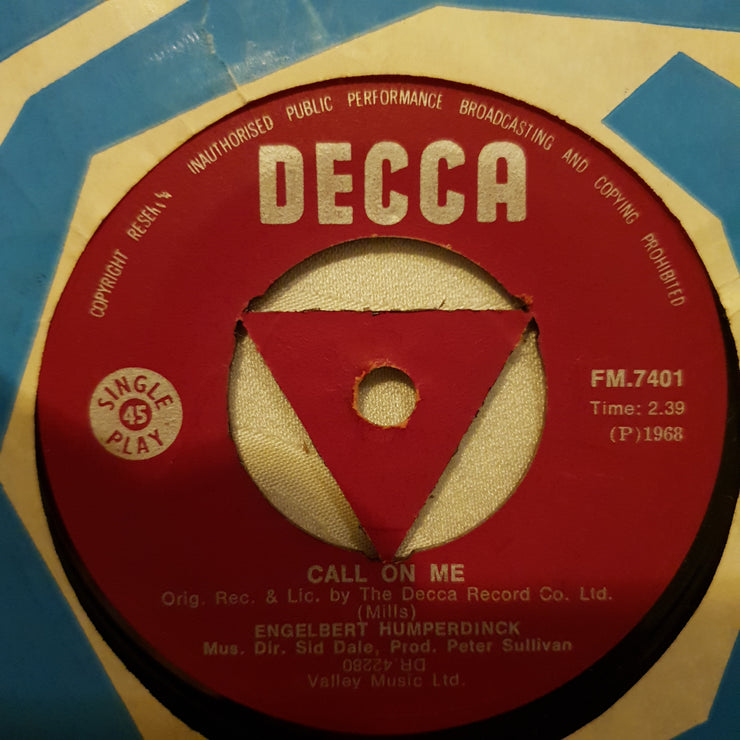 COPYRIGHT RESERV INAUTHORISED PUBLIC PERFORMANCE BROADCASTING AND COPYING PROHIBITED
DECCA
SINGLE
45
PLAY
FM.7401
Time: 2.39
(P)1968
CALL ON ME
Orig. Rec. & Lic. by The Decca Record Co. Ltd.
(Mills)
ENGELBERT HUMPERDINCK
Mus. Dir. Sid Dale, Prod. Peter Sullivan
DR 42280
Valley Music Ltd.